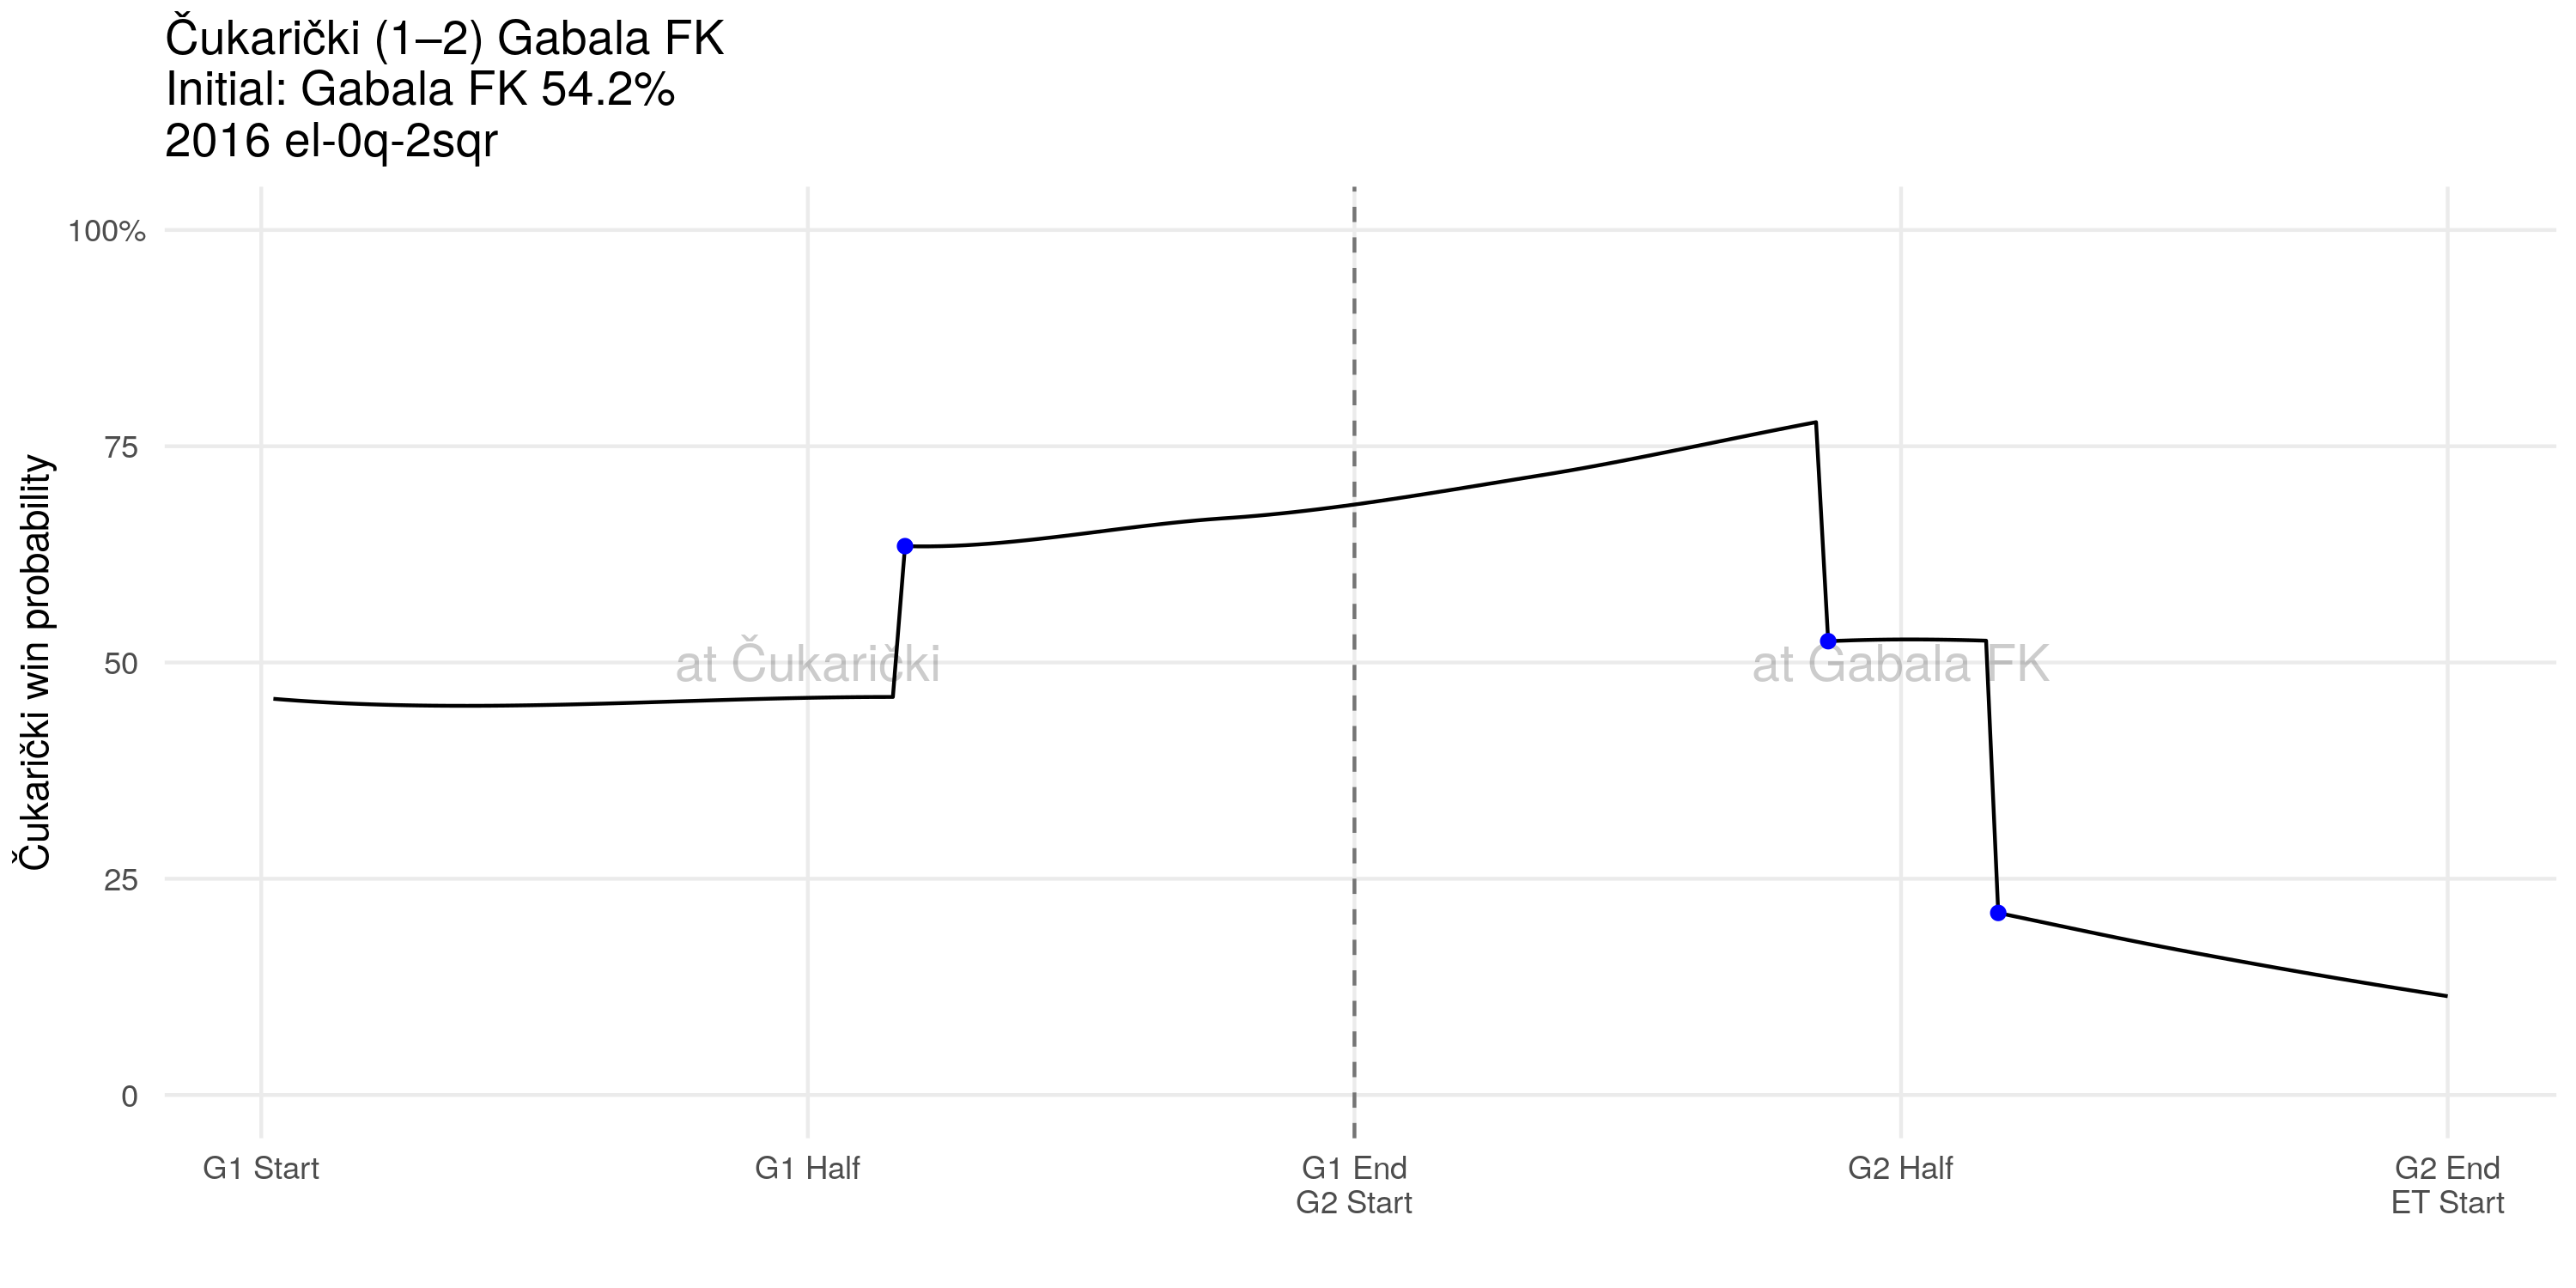 Čukarički (1–2) Gabala FK
Initial: Gabala FK 54.2%
2016 el-0q-2sqr
Čukarički win probability
100%
75
50
25
0
at Čukarički
at Gabala FK
G1 Start
G1 Half
G1 End
G2 Start
G2 Half
G2 End
ET Start